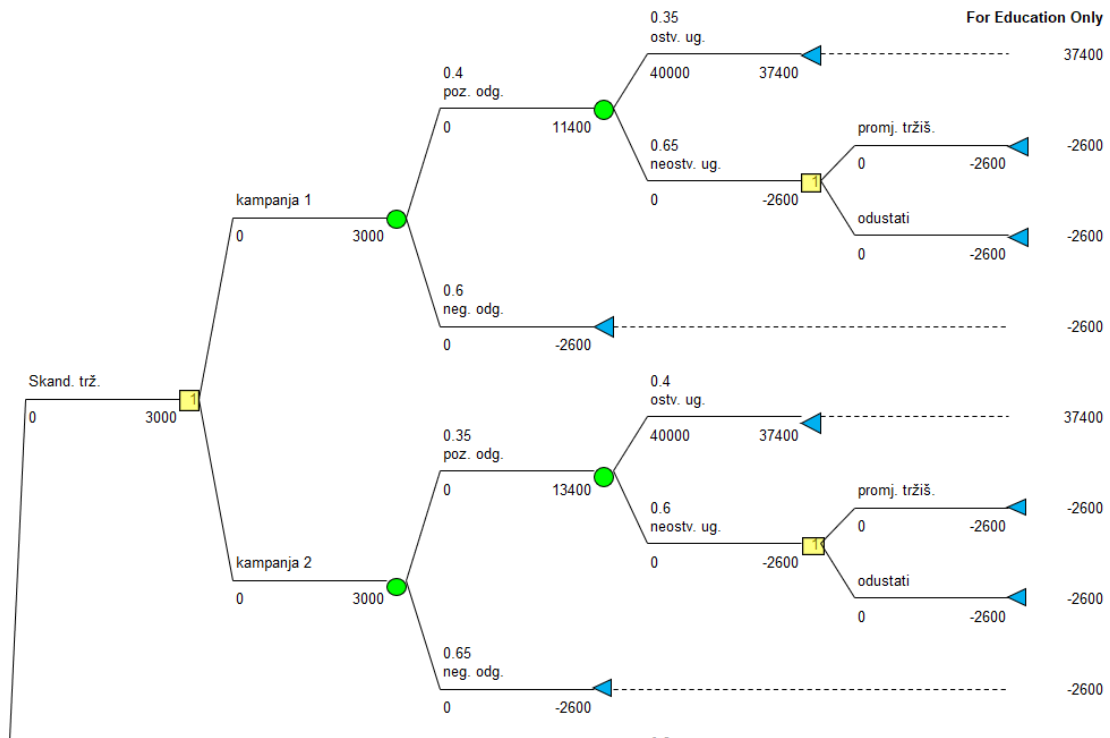 For Education Only
0.35
ostv. ug.
40000 37400
37400
0.4
poz. odg.
0 11400
promj. tržiš.
0 -2600
-2600
0.65
neostv. ug.
0 -2600
1
kampanja 1
0 3000
odustati
0 -2600
-2600
0.6
neg. odg.
0 -2600
-2600
Skand. trž.
0 3000
1
0.4
ostv. ug.
40000 37400
37400
0.35
poz. odg.
0 13400
promj. tržiš.
0 -2600
-2600
0.6
neostv. ug.
0 -2600
1
kampanja 2
0 3000
odustati
0 -2600
-2600
0.65
neg. odg.
0 -2600
-2600